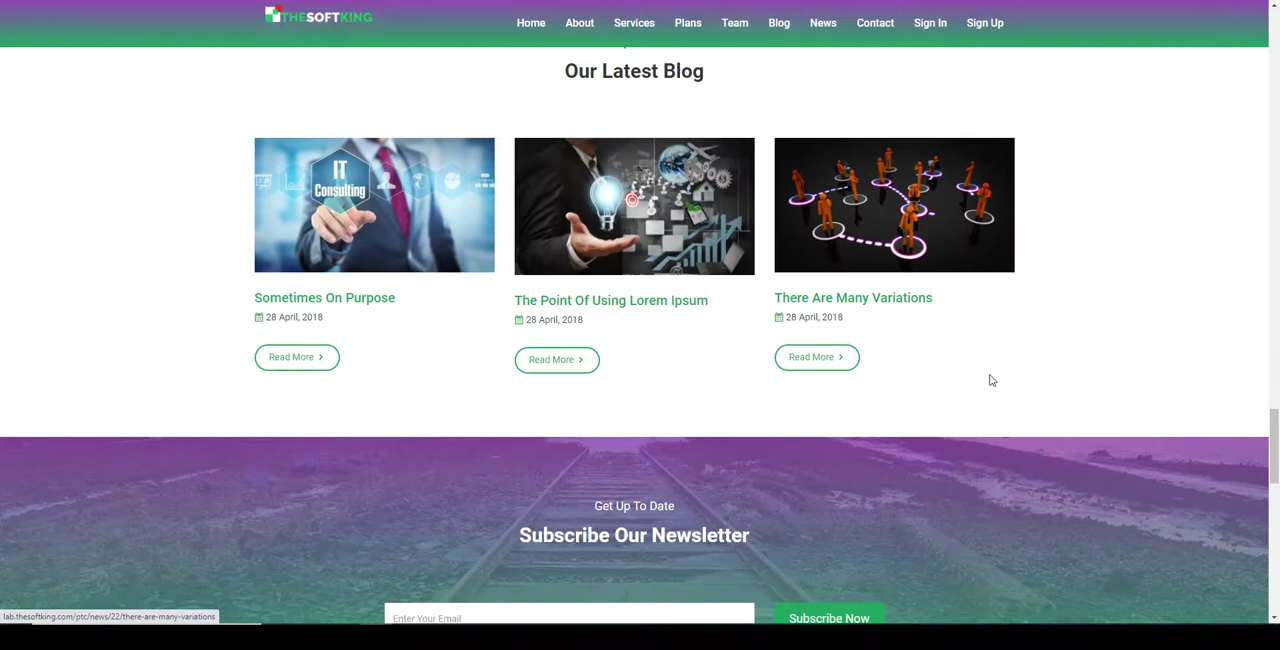 THESOFTKING
Home About Services Plans Team Blog News Contact Sign In Sign Up
Our Latest Blog
IT
Consulting
Sometimes On Purpose
28 April, 2018
Read More
The Point Of Using Lorem Ipsum
28 April, 2018
Read More
There Are Many Variations
28 April, 2018
Read More
Get Up To Date
Subscribe Our Newsletter
Enter Your Email
Subscribe Now
lab.thesoftking.com/ptc/news/22/there-are-many-variations